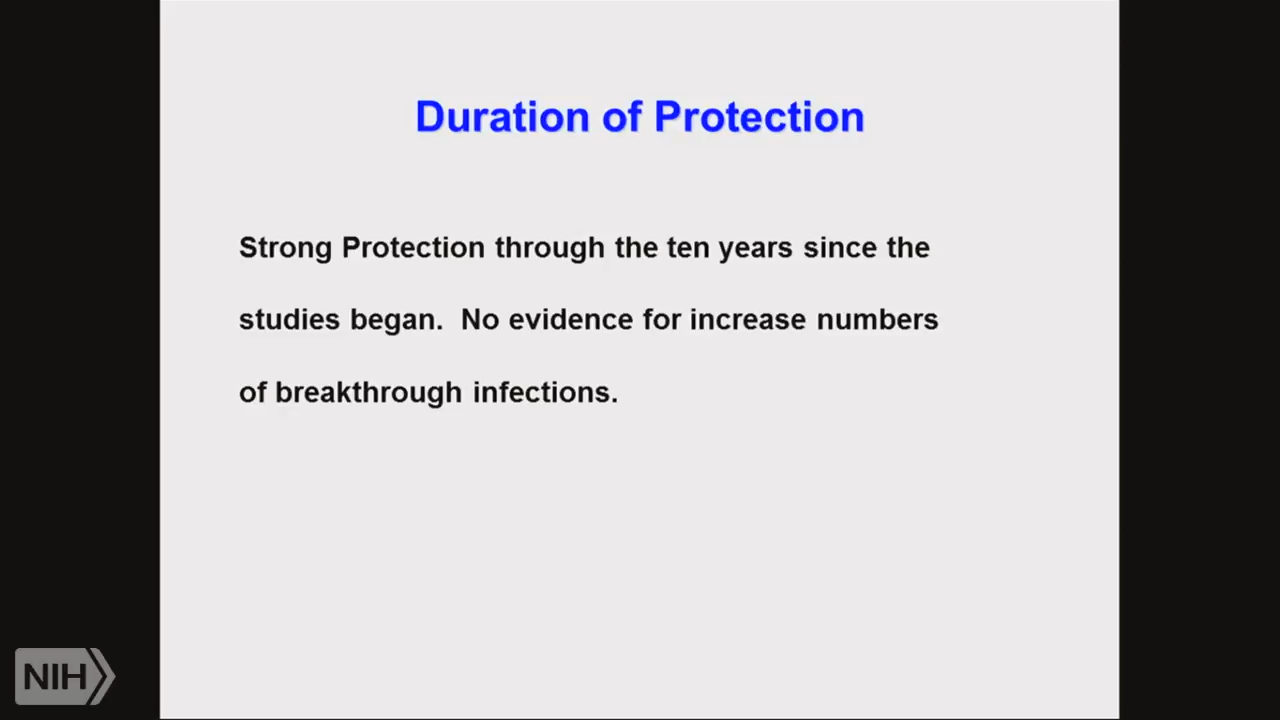 Duration of Protection
Strong Protection through the ten years since the
studies began.  No evidence for increase numbers
of breakthrough infections.
NIH